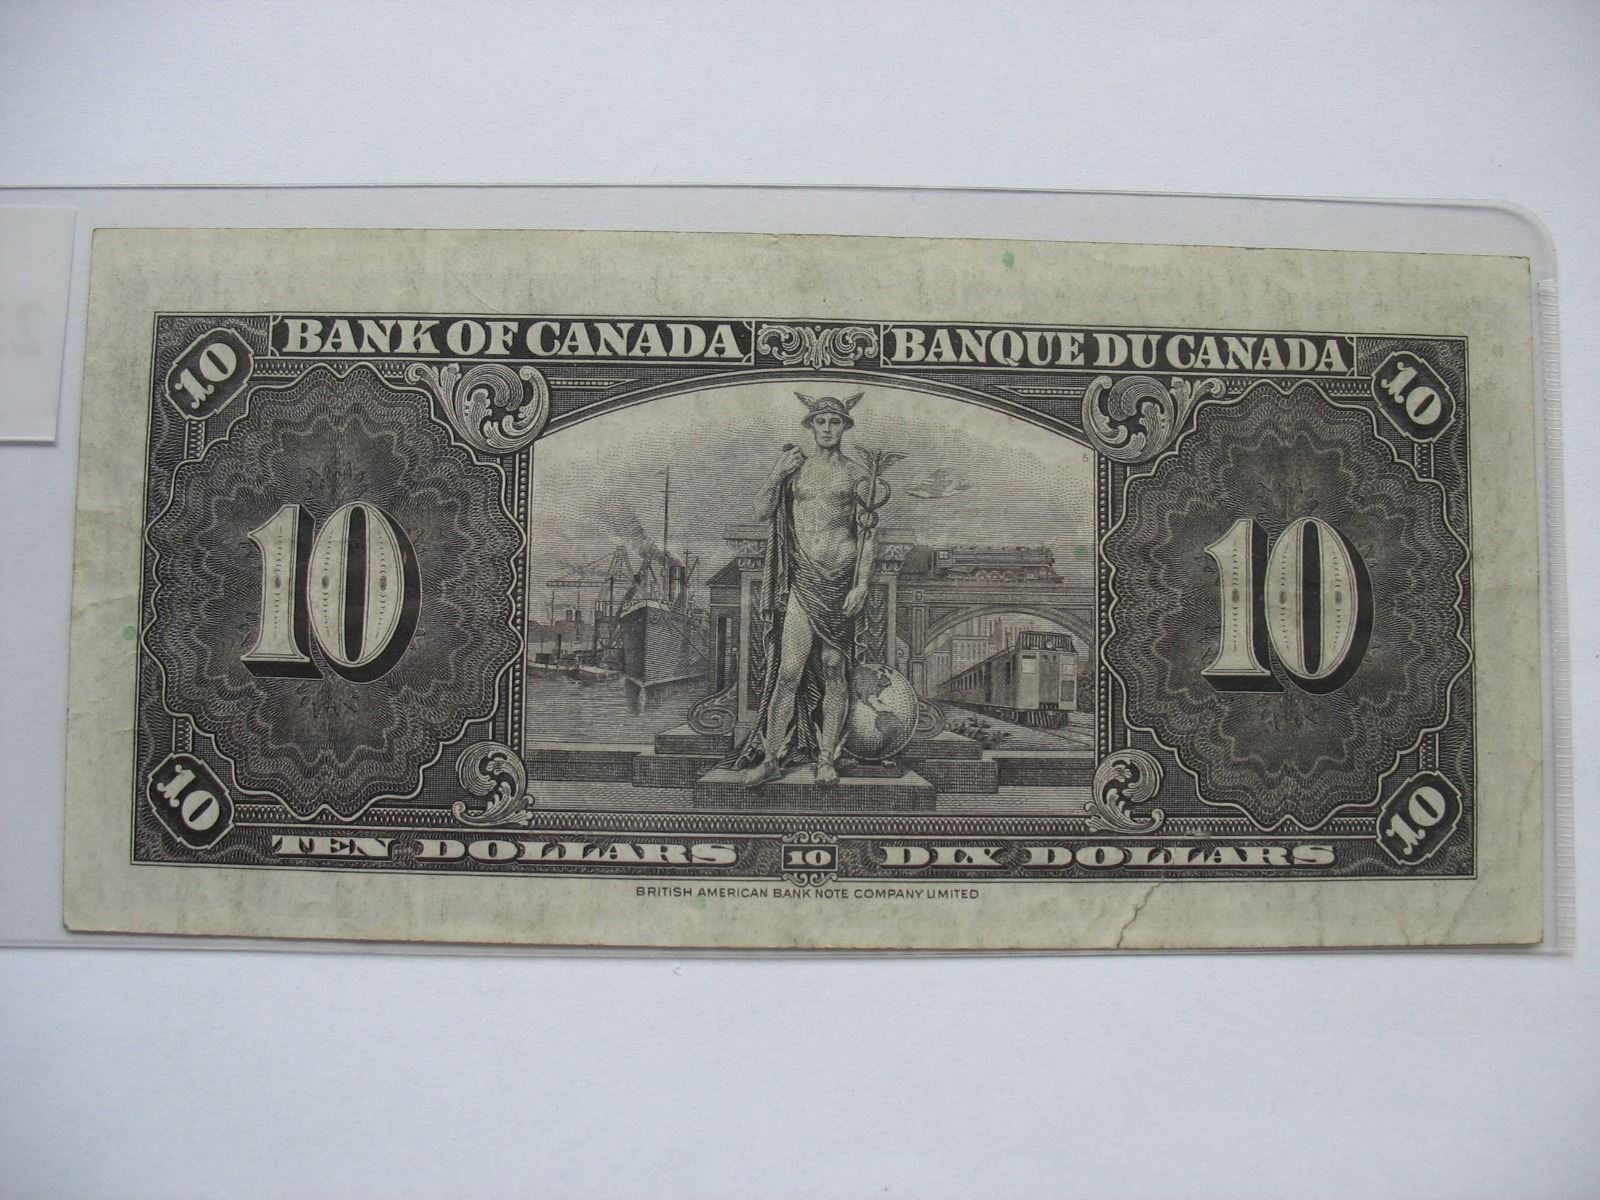 BANK OF CANADA BANQUE DU CANADA
10 10
10 10
10 10
TEN DOLLARS 10 DIX DOLLARS
BRITISH AMERICAN BANK NOTE COMPANY LIMITED